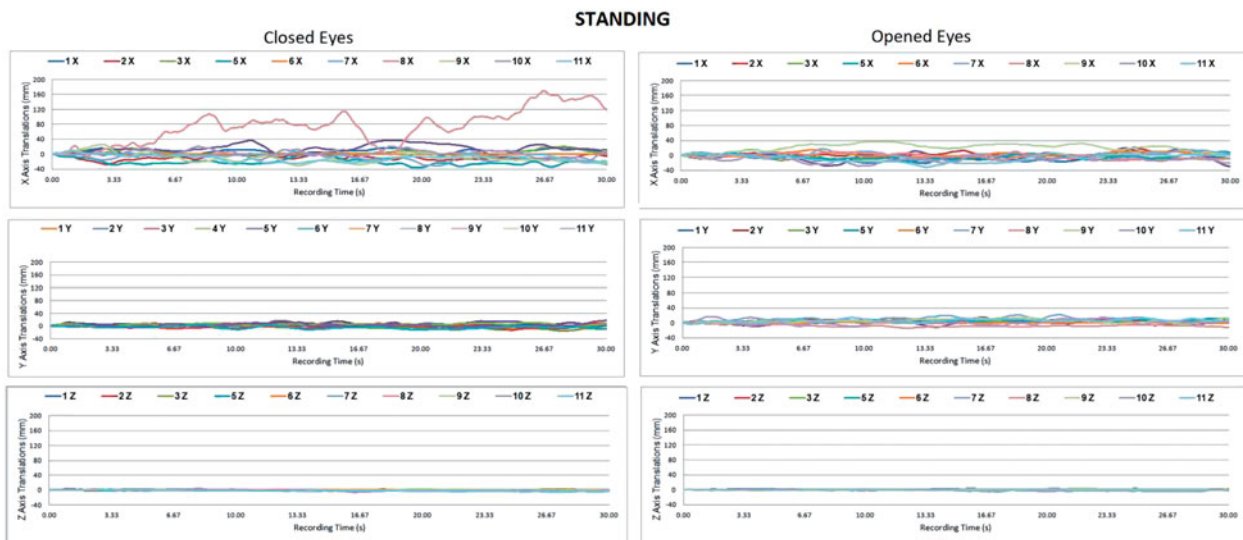 STANDING
Closed Eyes
1 X 2 X 3 X 5 X 6 X 7 X 8 X 9 X 10 X 11 X
X Axis Translations (mm)
200
160
120
80
40
0
-40
0.00 3.33 6.67 10.00 13.33 16.67 20.00 23.33 26.67 30.00
Recording Time (s)
Opened Eyes
1 X 2 X 3 X 5 X 6 X 7 X 8 X 9 X 10 X 11 X
X Axis Translations (mm)
200
160
120
80
40
0
-40
0.00 3.33 6.67 10.00 13.33 16.67 20.00 23.33 26.67 30.00
Recording Time (s)
1 Y 2 Y 3 Y 4 Y 5 Y 6 Y 7 Y 8 Y 9 Y 10 Y 11 Y
Y Axis Translations (mm)
200
160
120
80
40
0
-40
0.00 3.33 6.67 10.00 13.33 16.67 20.00 23.33 26.67 30.00
Recording Time (s)
1 Y 2 Y 3 Y 5 Y 6 Y 7 Y 8 Y 9 Y 10 Y 11 Y
Y Axis Translations (mm)
200
160
120
80
40
0
-40
0.00 3.33 6.67 10.00 13.33 16.67 20.00 23.33 26.67 30.00
Recording Time (s)
1 Z 2 Z 3 Z 5 Z 6 Z 7 Z 8 Z 9 Z 10 Z 11 Z
Z Axis Translations (mm)
200
160
120
80
40
0
-40
0.00 3.33 6.67 10.00 13.33 16.67 20.00 23.33 26.67 30.00
Recording Time (s)
1 Z 2 Z 3 Z 5 Z 6 Z 7 Z 8 Z 9 Z 10 Z 11 Z
Z Axis Translations (mm)
200
160
120
80
40
0
-40
0.00 3.33 6.67 10.00 13.33 16.67 20.00 23.33 26.67 30.00
Recording Time (s)